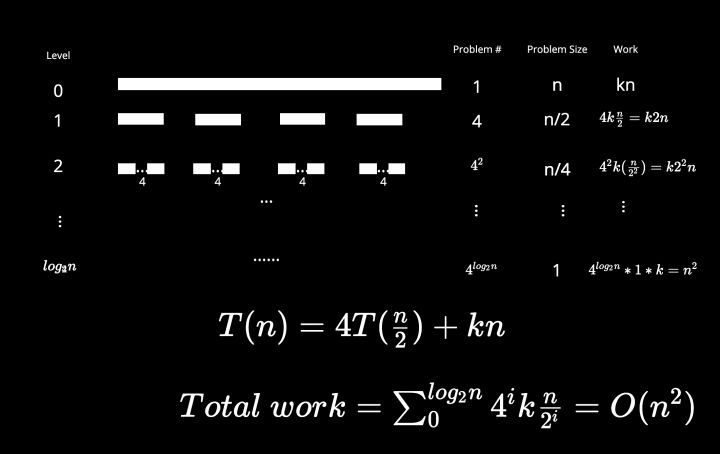 Level Problem # Problem Size Work
0 1 n kn
1 4 n/2 4k\frac{n}{2} = k2n
2 ... ... ... ... 4^2 n/4 4^2k(\frac{n}{2^2}) = k2^2n
4 4 4 4
...
⋮ ⋮ ⋮ ⋮
log_2n ...... 4^{log_2n} 1 4^{log_2n} * 1 * k = n^2
T(n) = 4T(\frac{n}{2}) + kn
Total work = \sum_0^{log_2n} 4^ik\frac{n}{2^i} = O(n^2)